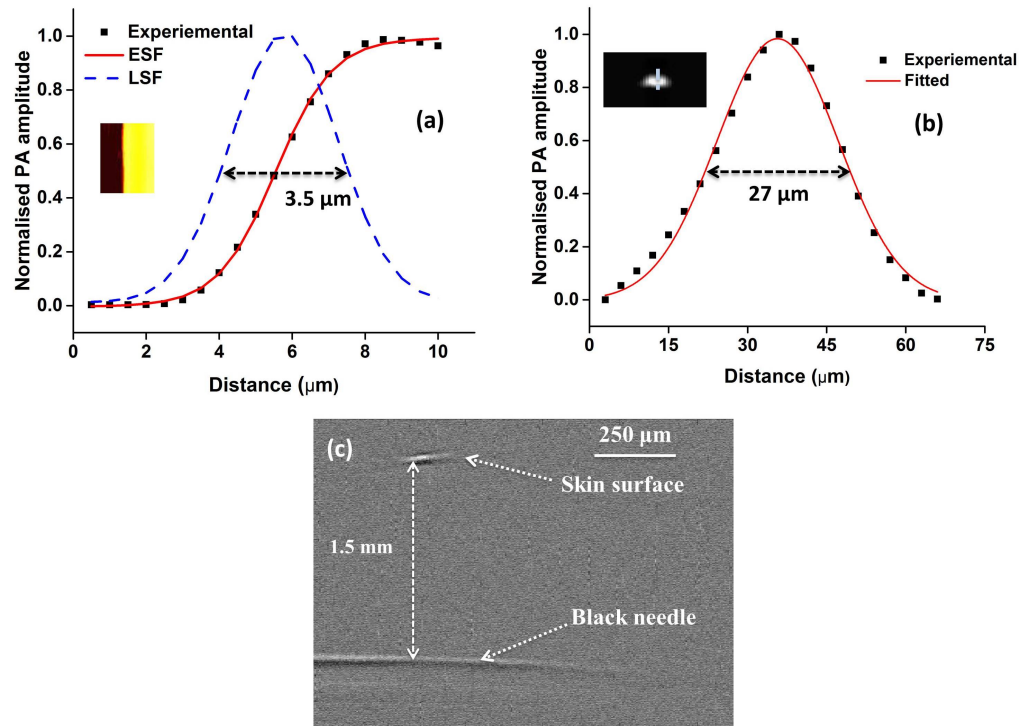 Experiemental
ESF
LSF
(a)
3.5 μm
Normalised PA amplitude
1.0
0.8
0.6
0.4
0.2
0.0
0 2 4 6 8 10
Distance (μm)
Experimental
Fitted
(b)
27 μm
Normalised PA amplitude
1.0
0.8
0.6
0.4
0.2
0.0
0 15 30 45 60 75
Distance (μm)
(c)
250 μm
Skin surface
1.5 mm
Black needle